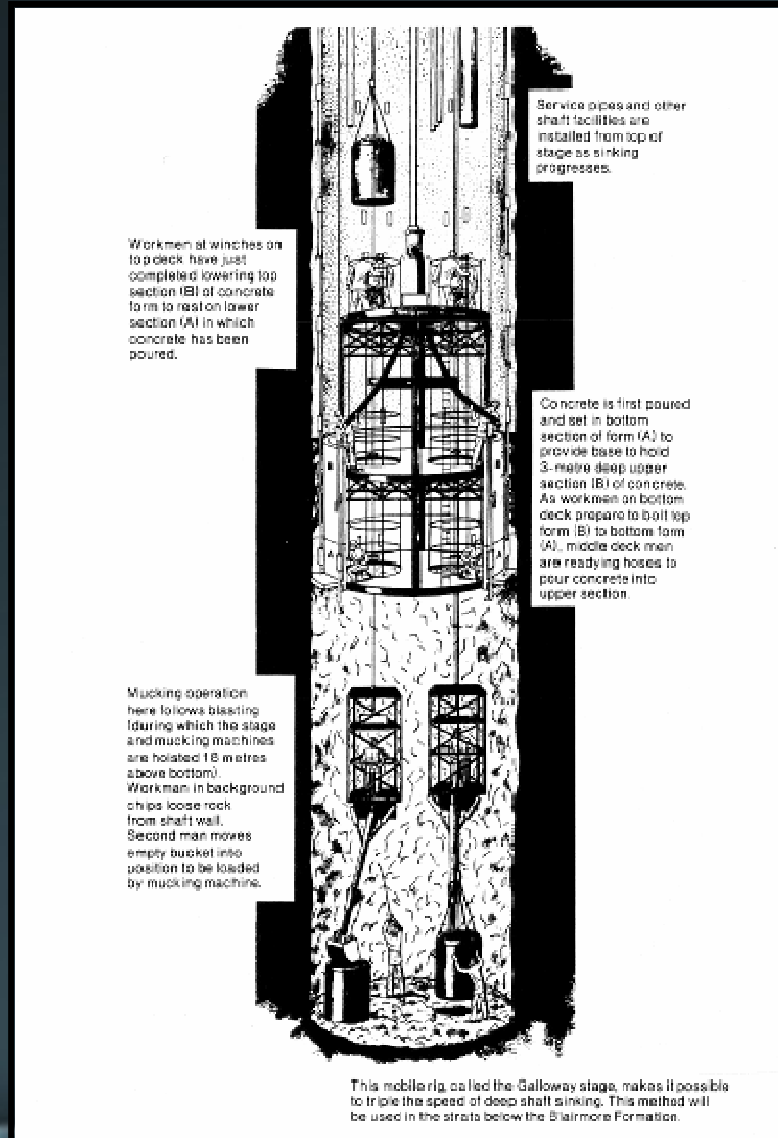 Service pipes and other
shaft facilities are
installed from top of
stage as sinking
progresses.
Workmen at winches on
top deck have just
completed lowering top
section (B) of concrete
form to rest on lower
section (A) in which
concrete has been
poured.
Concrete is first poured
and set in bottom
section of form (A) to
provide base to hold
3-metre deep upper
section (B) of concrete.
As workmen on bottom
deck prepare to bolt top
form (B) to bottom form
(A), middle deck men
are readying hoses to
pour concrete into
upper section.
B
B
A
A
Mucking operation
here follows blasting
(during which the stage
and mucking machines
are hoisted 16 metres
above bottom).
Workman in background
chips loose rock
from shaft wall.
Second man moves
empty bucket into
position to be loaded
by mucking machine.
This mobile rig, called the Galloway stage, makes it possible
to triple the speed of deep shaft sinking. This method will
be used in the straits below the Blairmore Formation.